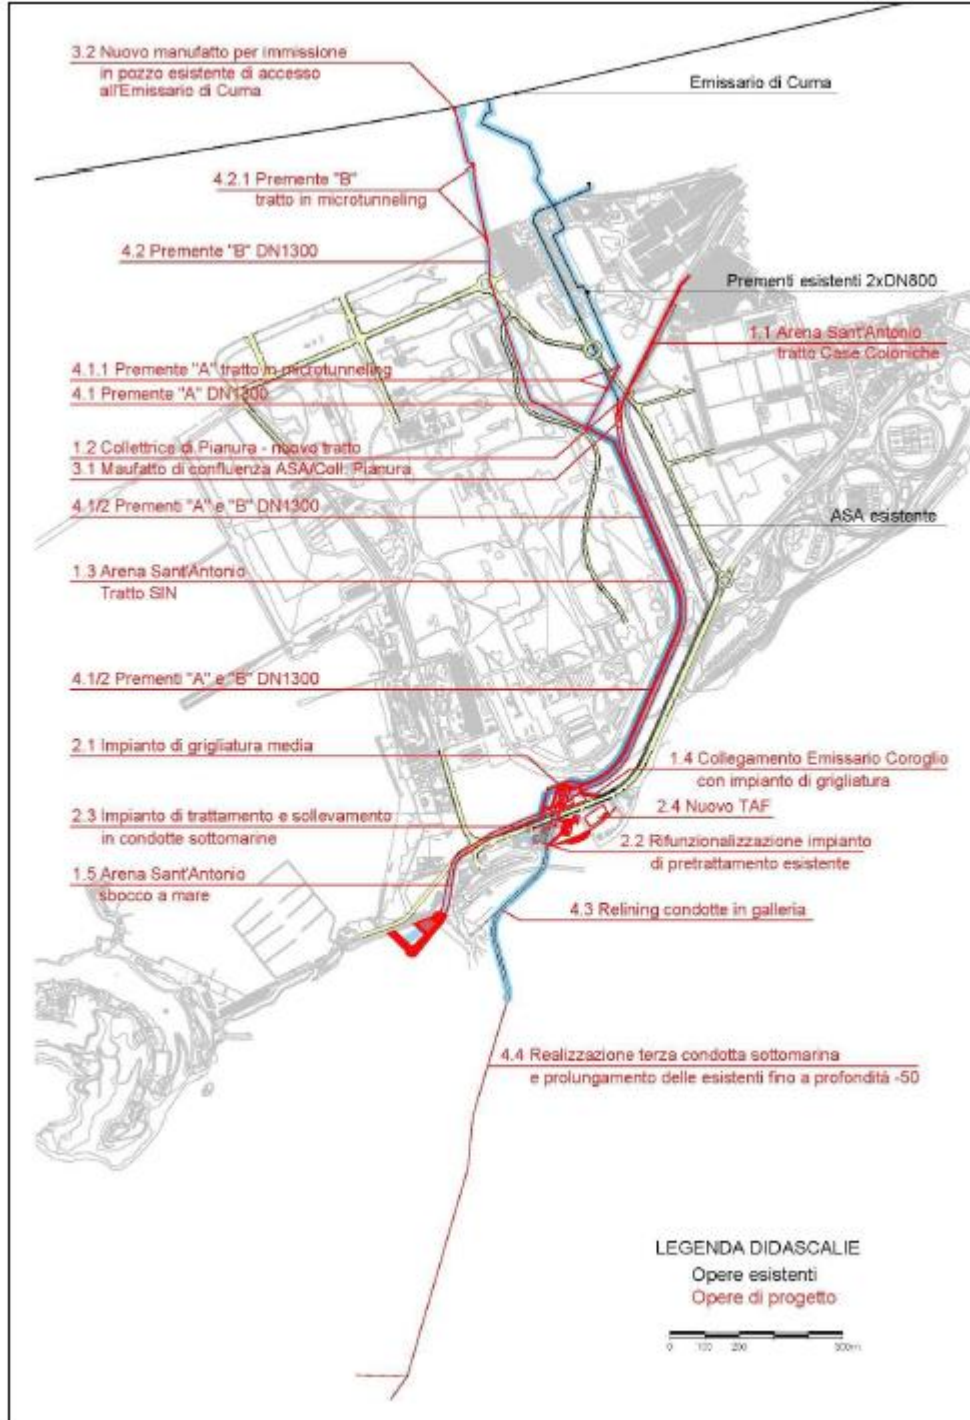 3.2 Nuovo manufatto per immissione
in pozzo esistente di accesso
all'Emissario di Cuma
Emissario di Cuma
4.2.1 Premente "B"
tratto in microtunneling
4.2 Premente "B" DN1300
Prementi esistenti 2xDN800
1.1 Arena Sant'Antonio
tratto Case Coloniche
4.1.1 Premente "A" tratto in microtunneling
4.1 Premente "A" DN1300
1.2 Collettrice di Pianura - nuovo tratto
3.1 Maufatto di confluenza ASA/Coll. Pianura
4.1/2 Prementi "A" e "B" DN1300
ASA esistente
1.3 Arena Sant'Antonio
Tratto SIN
4.1/2 Prementi "A" e "B" DN1300
2.1 Impianto di grigliatura media
1.4 Collegamento Emissario Coroglio
con impianto di grigliatura
2.4 Nuovo TAF
2.3 Impianto di trattamento e sollevamento
in condotte sottomarine
2.2 Rifunzionalizzazione impianto
di pretrattamento esistente
1.5 Arena Sant'Antonio
sbocco a mare
4.3 Relining condotte in galleria
4.4 Realizzazione terza condotta sottomarina
e prolungamento delle esistenti fino a profondità -50
LEGENDA DIDASCALIE
Opere esistenti
Opere di progetto
0 100 200